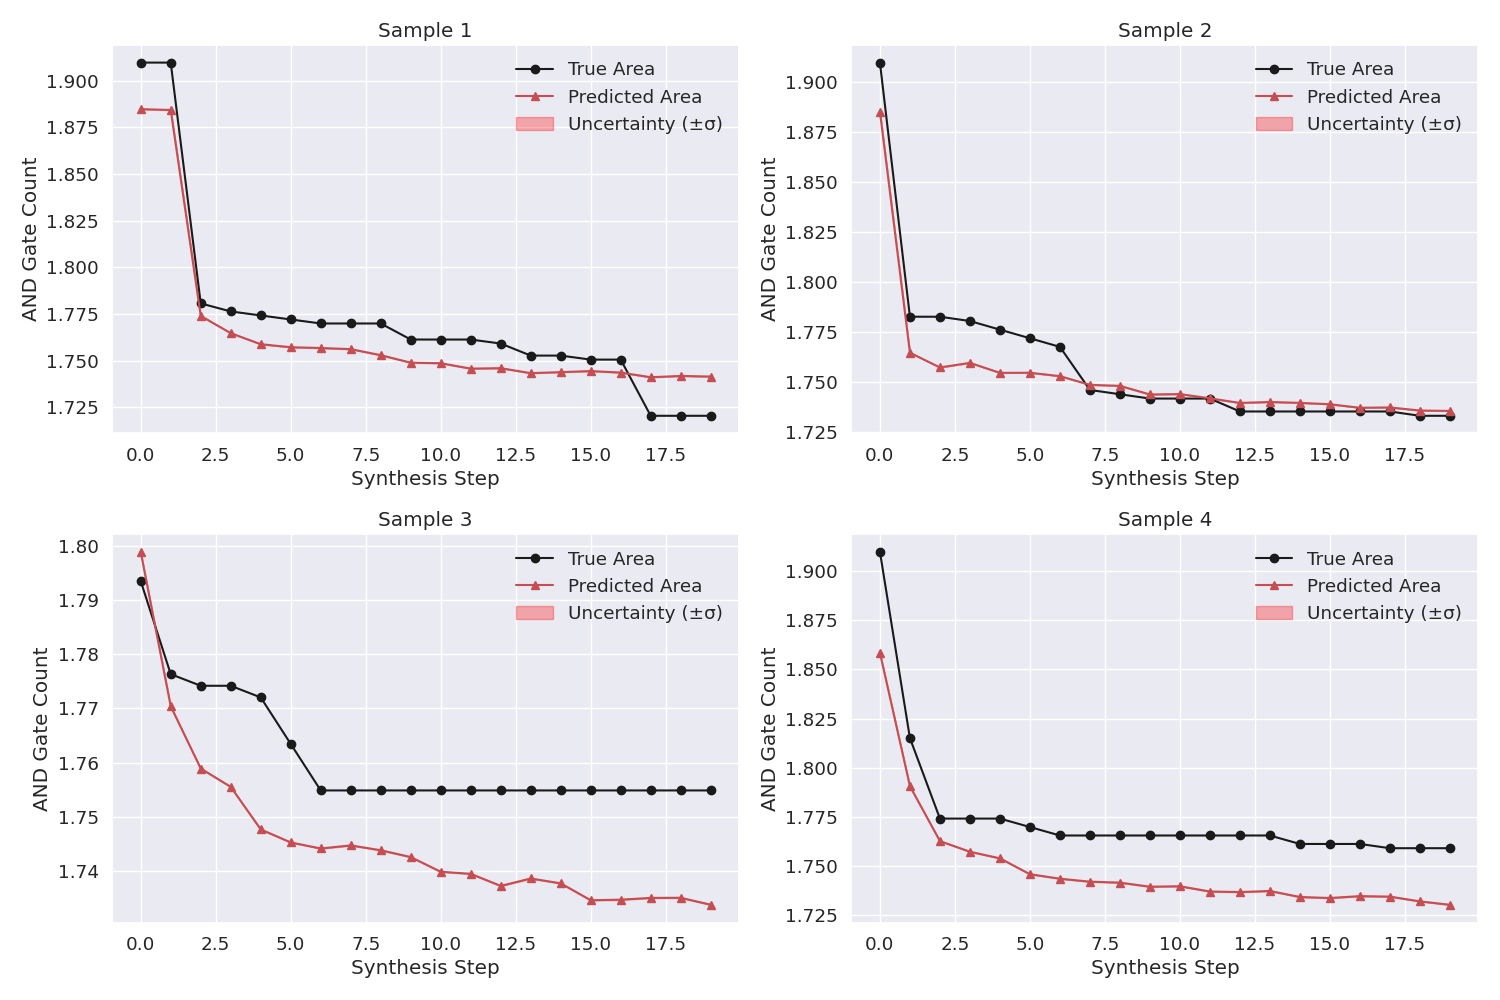 Sample 1
AND Gate Count
1.900
1.875
1.850
1.825
1.800
1.775
1.750
1.725
True Area
Predicted Area
Uncertainty (±σ)
0.0 2.5 5.0 7.5 10.0 12.5 15.0 17.5
Synthesis Step
Sample 2
AND Gate Count
1.900
1.875
1.850
1.825
1.800
1.775
1.750
1.725
True Area
Predicted Area
Uncertainty (±σ)
0.0 2.5 5.0 7.5 10.0 12.5 15.0 17.5
Synthesis Step
Sample 3
AND Gate Count
1.80
1.79
1.78
1.77
1.76
1.75
1.74
True Area
Predicted Area
Uncertainty (±σ)
0.0 2.5 5.0 7.5 10.0 12.5 15.0 17.5
Synthesis Step
Sample 4
AND Gate Count
1.900
1.875
1.850
1.825
1.800
1.775
1.750
1.725
True Area
Predicted Area
Uncertainty (±σ)
0.0 2.5 5.0 7.5 10.0 12.5 15.0 17.5
Synthesis Step